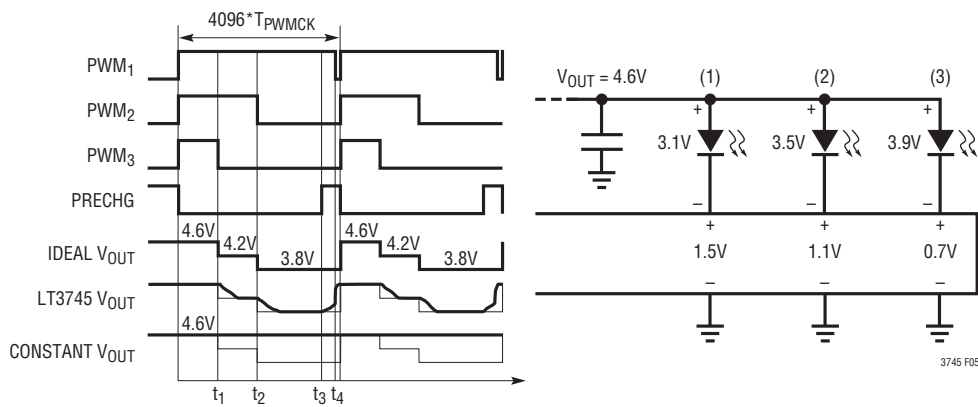 4096*TPWMCK
PWM1
PWM2
PWM3
PRECHG
4.6V 4.2V 3.8V 4.6V 4.2V 3.8V
IDEAL VOUT
LT3745 VOUT
4.6V
CONSTANT VOUT
t1 t2 t3 t4
VOUT = 4.6V (1) (2) (3)
+ + +
3.1V 3.5V 3.9V
– – –
+ + +
1.5V 1.1V 0.7V
– – –
3745 F05